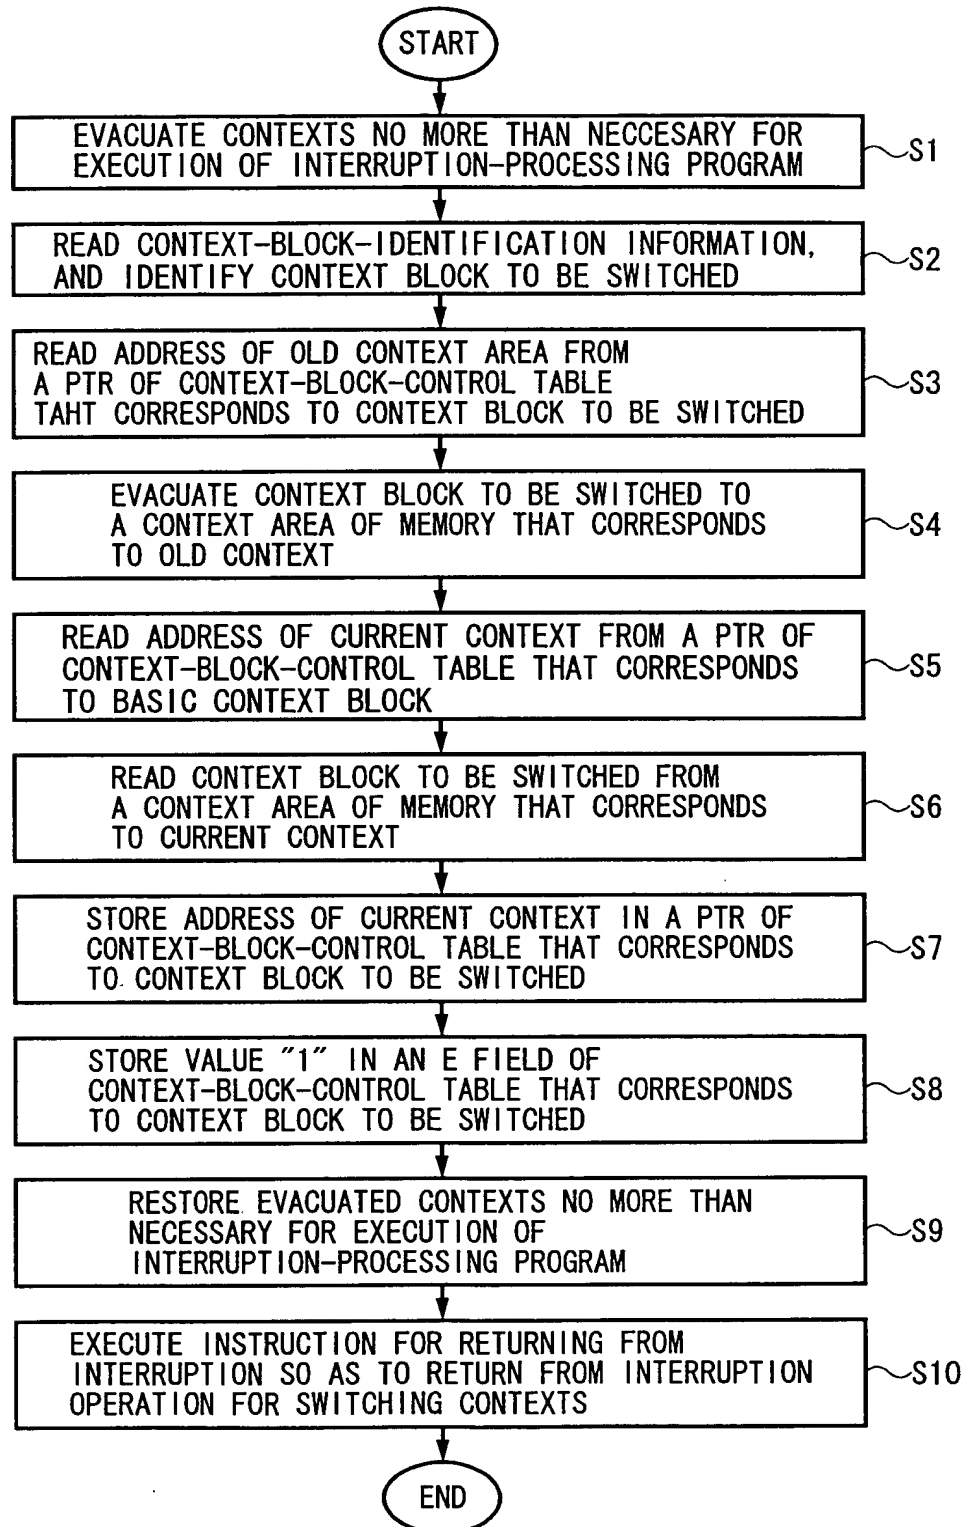 START
EVACUATE CONTEXTS NO MORE THAN NECCESARY FOR
EXECUTION OF INTERRUPTION-PROCESSING PROGRAM
S1
READ CONTEXT-BLOCK-IDENTIFICATION INFORMATION,
AND IDENTIFY CONTEXT BLOCK TO BE SWITCHED
S2
READ ADDRESS OF OLD CONTEXT AREA FROM
A PTR OF CONTEXT-BLOCK-CONTROL TABLE
TAHT CORRESPONDS TO CONTEXT BLOCK TO BE SWITCHED
S3
EVACUATE CONTEXT BLOCK TO BE SWITCHED TO
A CONTEXT AREA OF MEMORY THAT CORRESPONDS
TO OLD CONTEXT
S4
READ ADDRESS OF CURRENT CONTEXT FROM A PTR OF
CONTEXT-BLOCK-CONTROL TABLE THAT CORRESPONDS
TO BASIC CONTEXT BLOCK
S5
READ CONTEXT BLOCK TO BE SWITCHED FROM
A CONTEXT AREA OF MEMORY THAT CORRESPONDS
TO CURRENT CONTEXT
S6
STORE ADDRESS OF CURRENT CONTEXT IN A PTR OF
CONTEXT-BLOCK-CONTROL TABLE THAT CORRESPONDS
TO CONTEXT BLOCK TO BE SWITCHED
S7
STORE VALUE "1" IN AN E FIELD OF
CONTEXT-BLOCK-CONTROL TABLE THAT CORRESPONDS
TO CONTEXT BLOCK TO BE SWITCHED
S8
RESTORE EVACUATED CONTEXTS NO MORE THAN
NECESSARY FOR EXECUTION OF
INTERRUPTION-PROCESSING PROGRAM
S9
EXECUTE INSTRUCTION FOR RETURNING FROM
INTERRUPTION SO AS TO RETURN FROM INTERRUPTION
OPERATION FOR SWITCHING CONTEXTS
S10
END